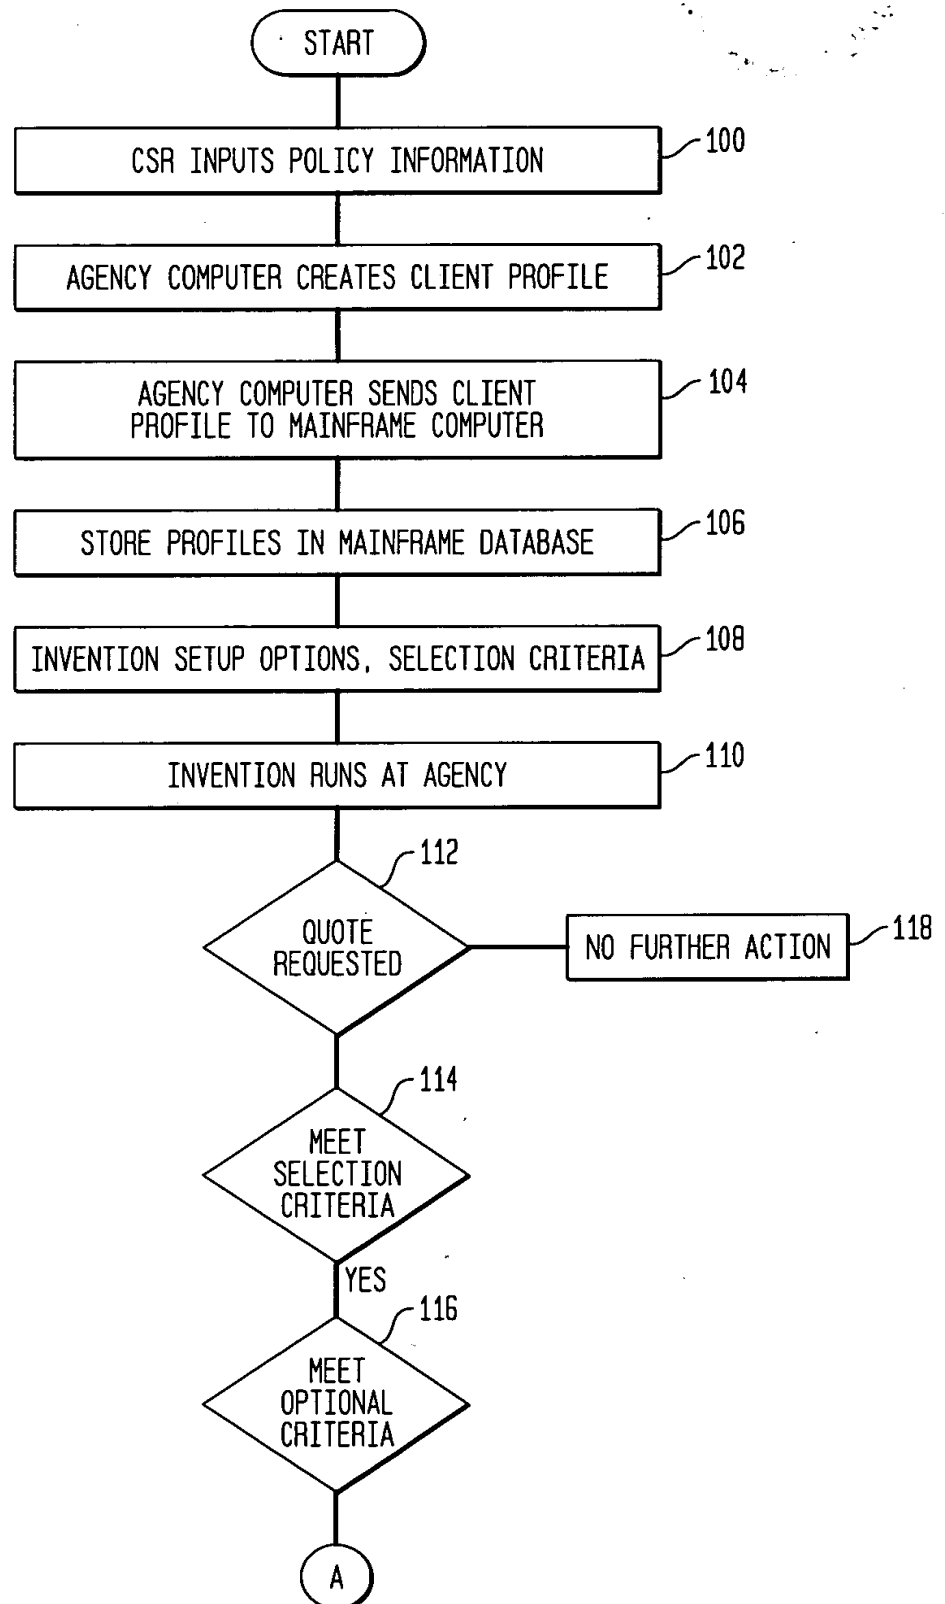 START
CSR INPUTS POLICY INFORMATION
100
AGENCY COMPUTER CREATES CLIENT PROFILE
102
AGENCY COMPUTER SENDS CLIENT
PROFILE TO MAINFRAME COMPUTER
104
STORE PROFILES IN MAINFRAME DATABASE
106
INVENTION SETUP OPTIONS, SELECTION CRITERIA
108
INVENTION RUNS AT AGENCY
110
112
QUOTE
REQUESTED
NO FURTHER ACTION
118
114
MEET
SELECTION
CRITERIA
YES
116
MEET
OPTIONAL
CRITERIA
A